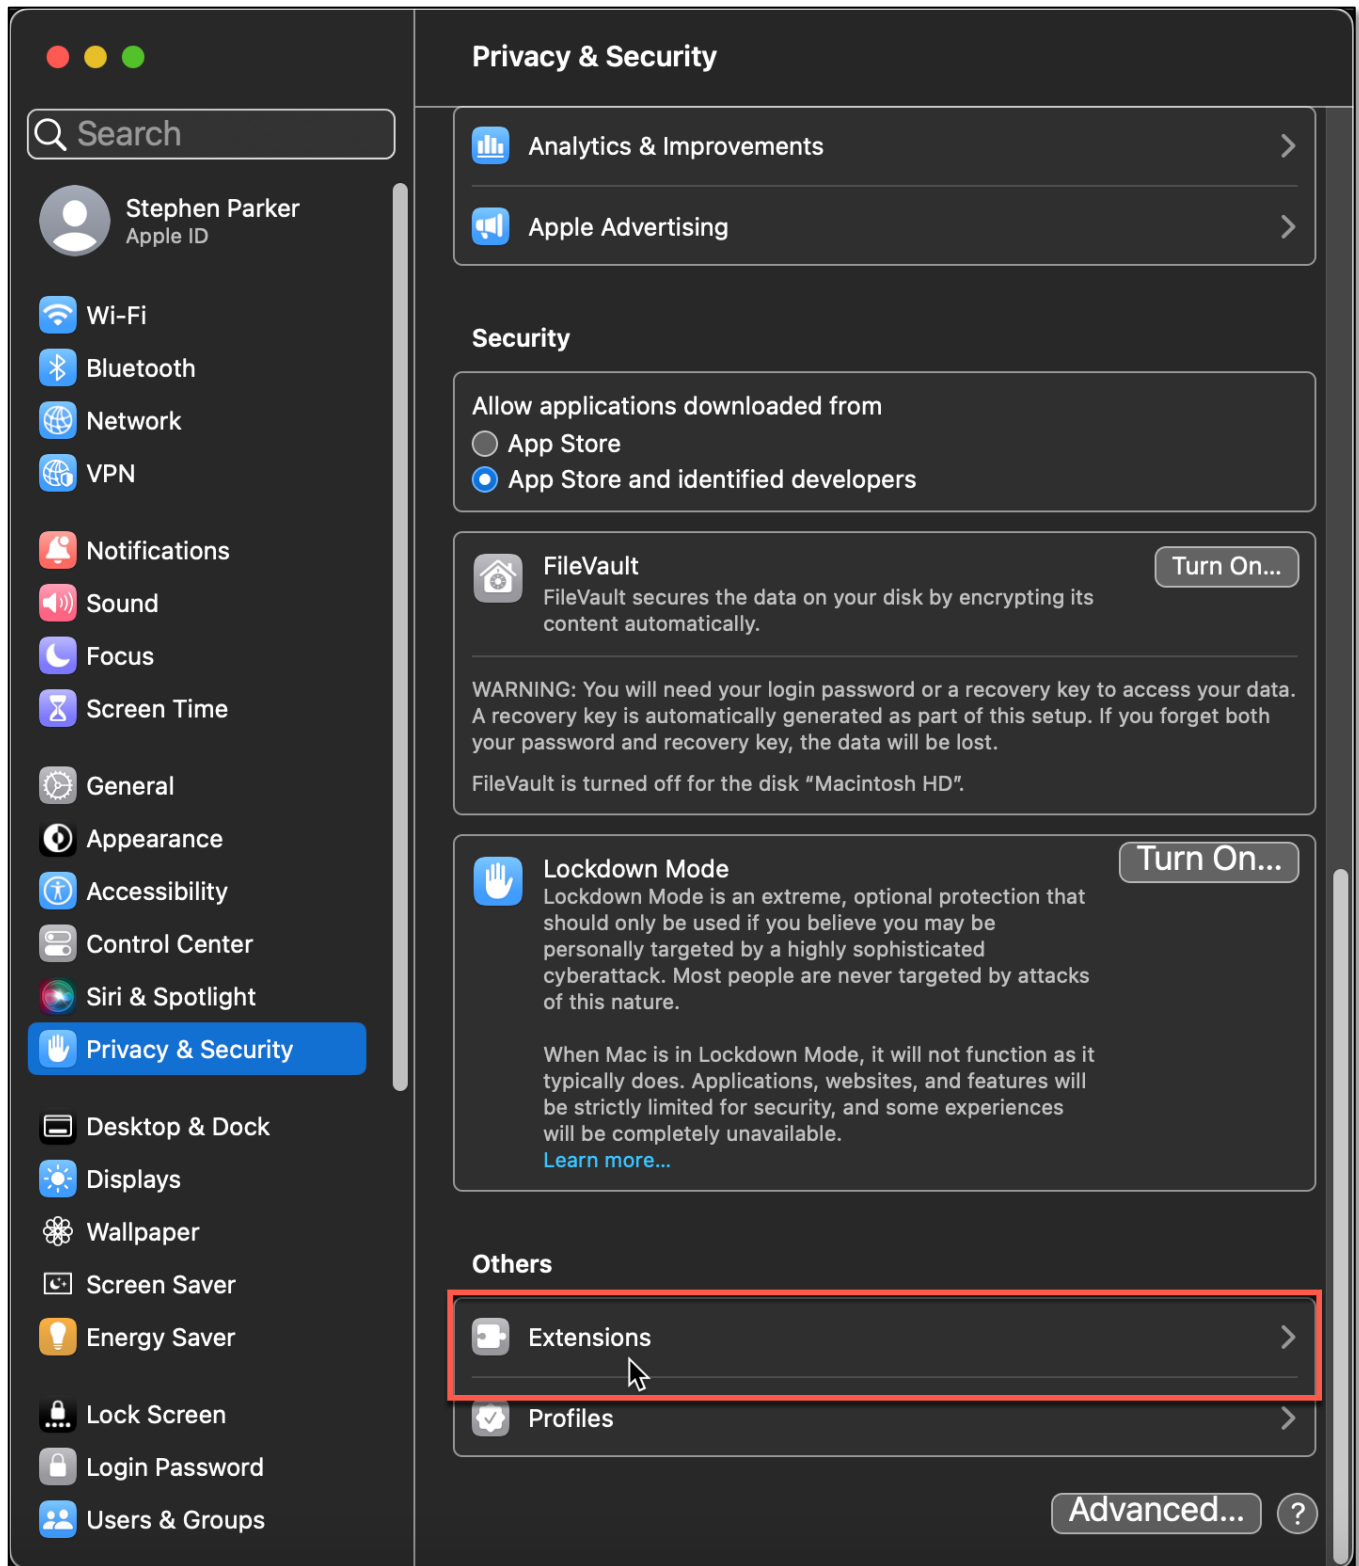 Privacy & Security
Search
Stephen Parker
Apple ID
Wi-Fi
Bluetooth
Network
VPN
Notifications
Sound
Focus
Screen Time
General
Appearance
Accessibility
Control Center
Siri & Spotlight
Privacy & Security
Desktop & Dock
Displays
Wallpaper
Screen Saver
Energy Saver
Lock Screen
Login Password
Users & Groups
Analytics & Improvements
Apple Advertising
Security
Allow applications downloaded from
App Store
App Store and identified developers
FileVault
Turn On...
FileVault secures the data on your disk by encrypting its
content automatically.
WARNING: You will need your login password or a recovery key to access your data.
A recovery key is automatically generated as part of this setup. If you forget both
your password and recovery key, the data will be lost.
FileVault is turned off for the disk “Macintosh HD”.
Lockdown Mode
Turn On...
Lockdown Mode is an extreme, optional protection that
should only be used if you believe you may be
personally targeted by a highly sophisticated
cyberattack. Most people are never targeted by attacks
of this nature.
When Mac is in Lockdown Mode, it will not function as it
typically does. Applications, websites, and features will
be strictly limited for security, and some experiences
will be completely unavailable.
Learn more...
Others
Extensions
Profiles
Advanced...
?